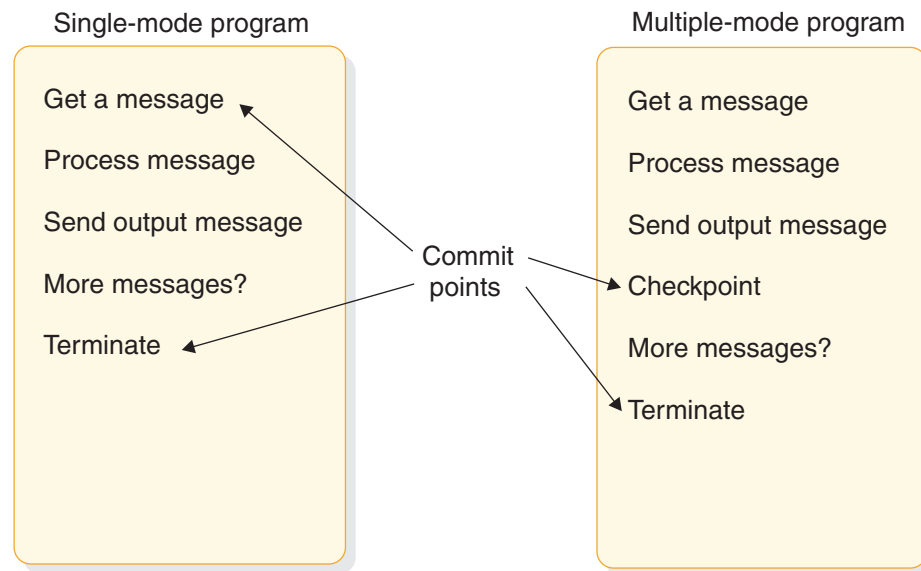 Single-mode program
Get a message
Process message
Send output message
More messages?
Terminate
Commit
points
Multiple-mode program
Get a message
Process message
Send output message
Checkpoint
More messages?
Terminate